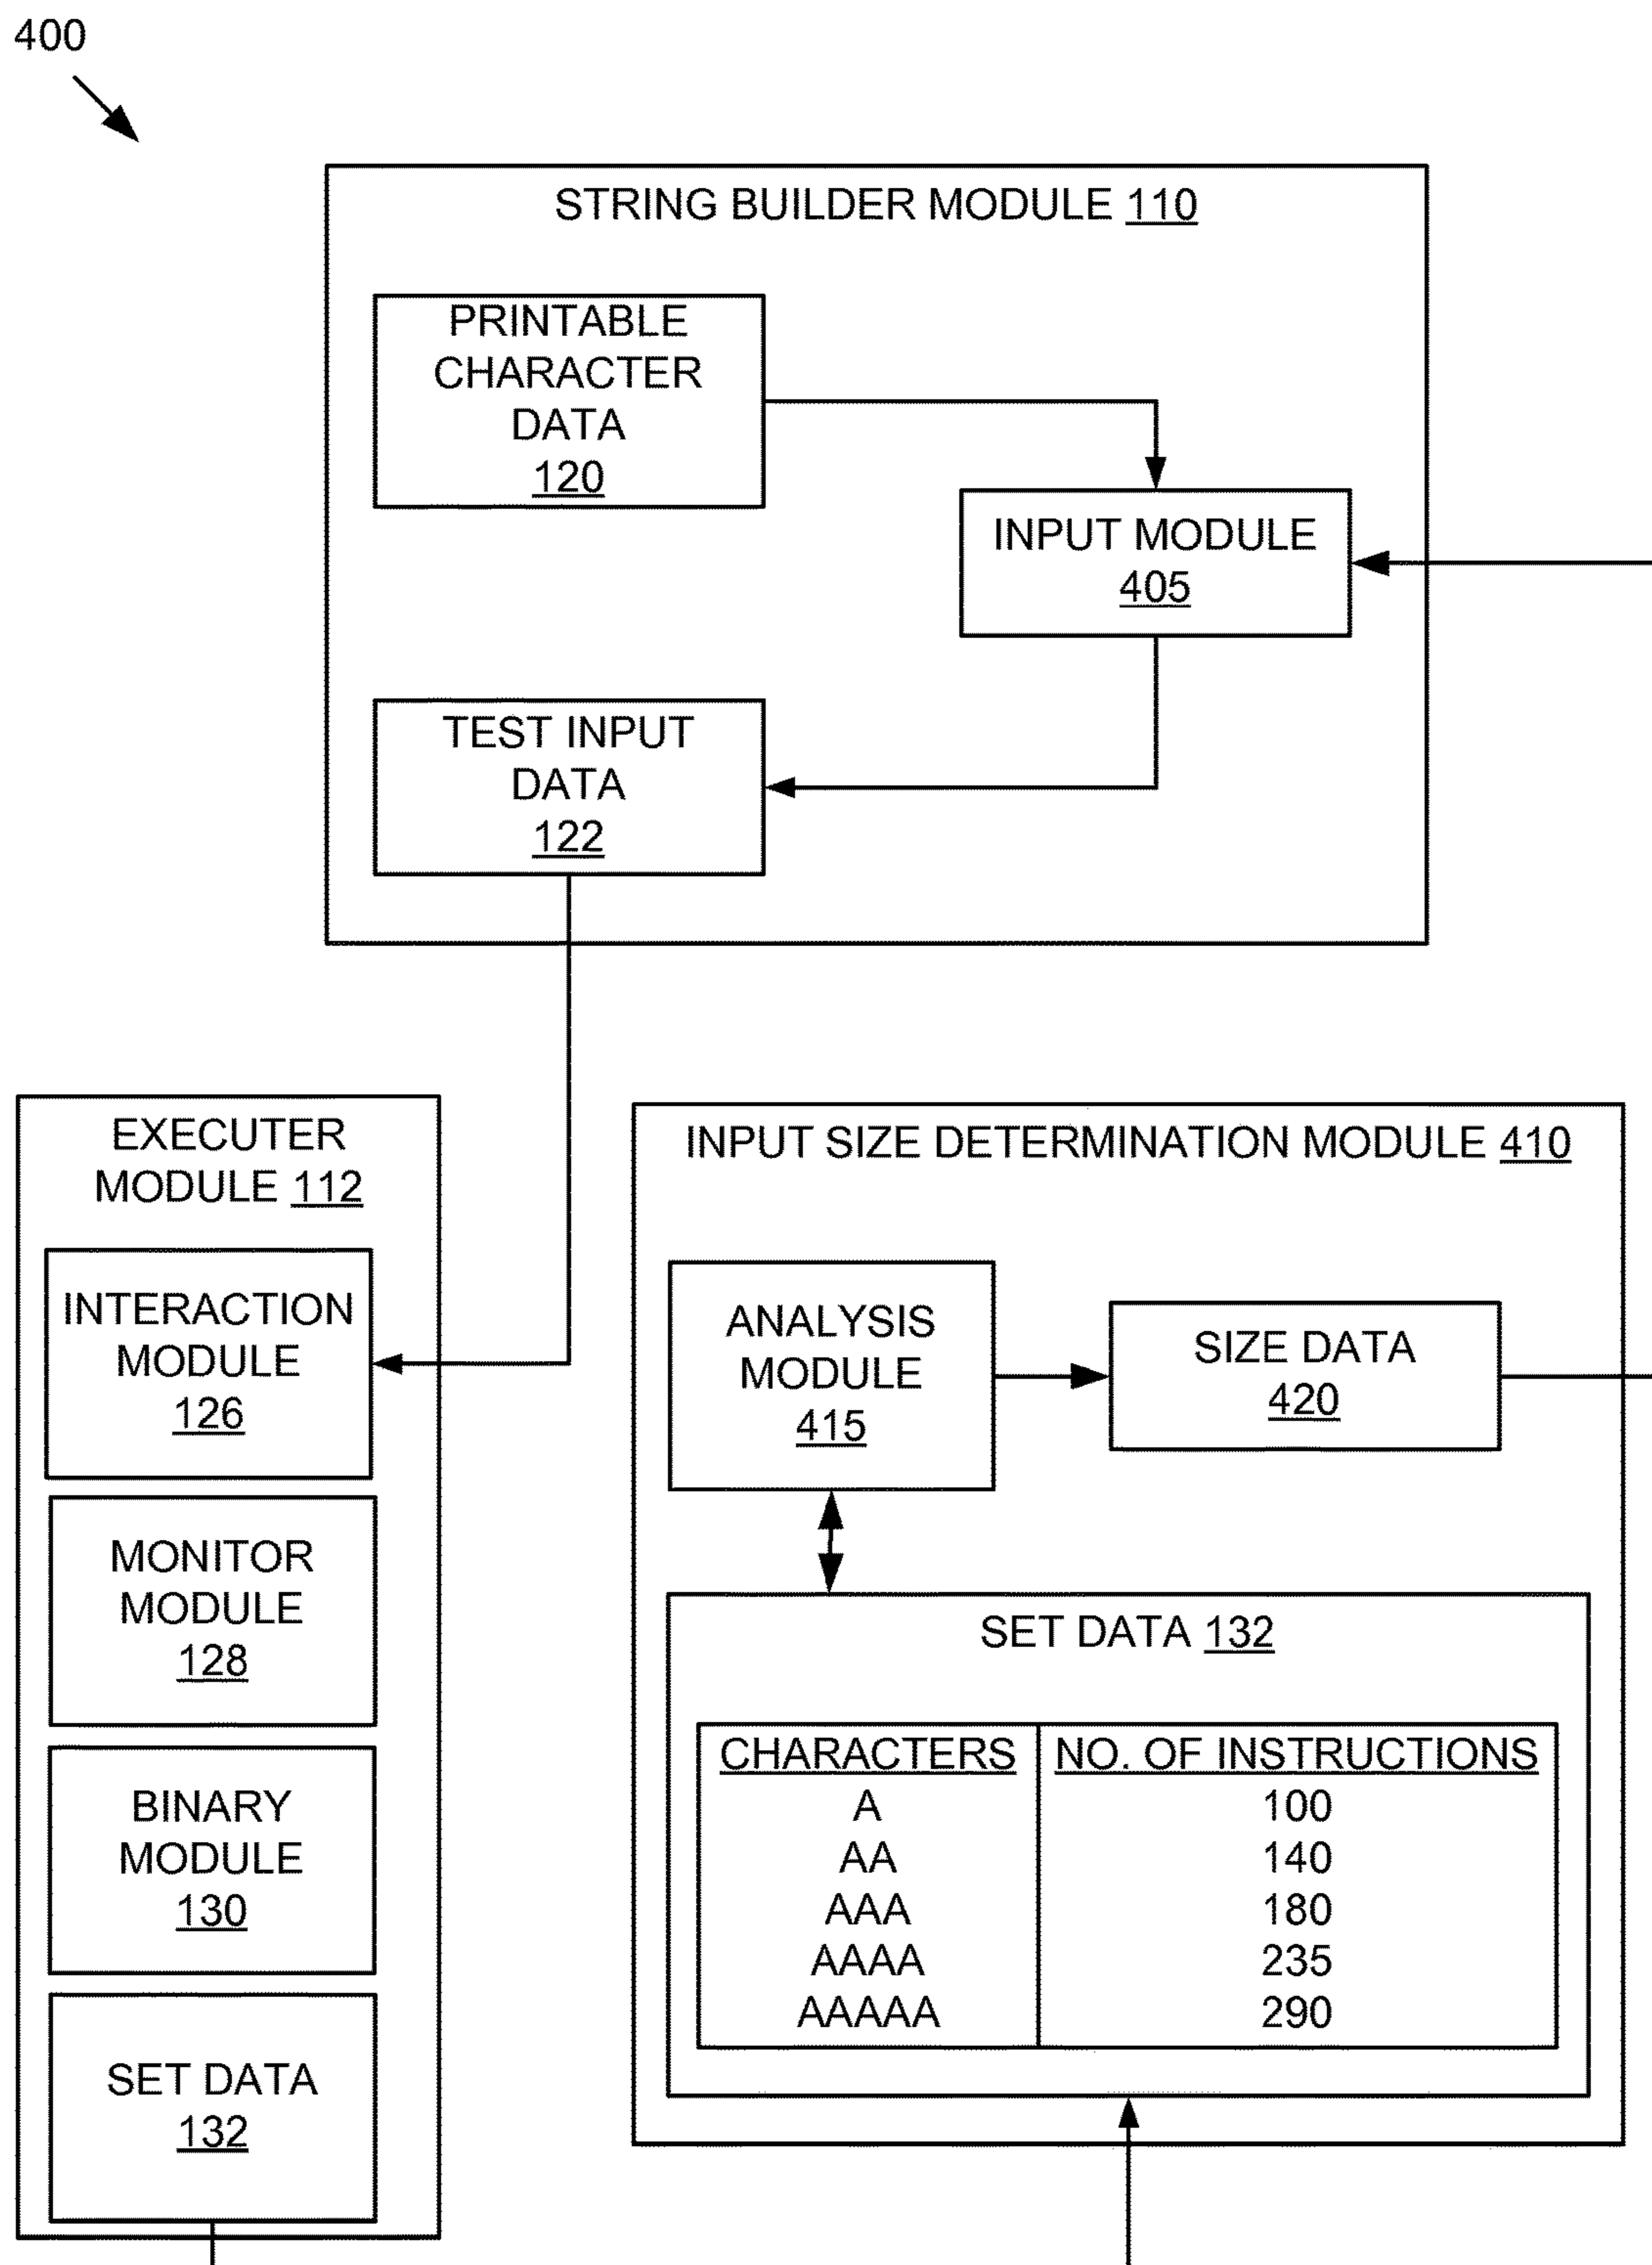 400
STRING BUILDER MODULE 110
PRINTABLE
CHARACTER
DATA
120
INPUT MODULE
405
TEST INPUT
DATA
122
EXECUTER
MODULE 112
INTERACTION
MODULE
126
MONITOR
MODULE
128
BINARY
MODULE
130
SET DATA
132
INPUT SIZE DETERMINATION MODULE 410
ANALYSIS
MODULE
415
SIZE DATA
420
SET DATA 132
CHARACTERS NO. OF INSTRUCTIONS
A 100
AA 140
AAA 180
AAAA 235
AAAAA 290